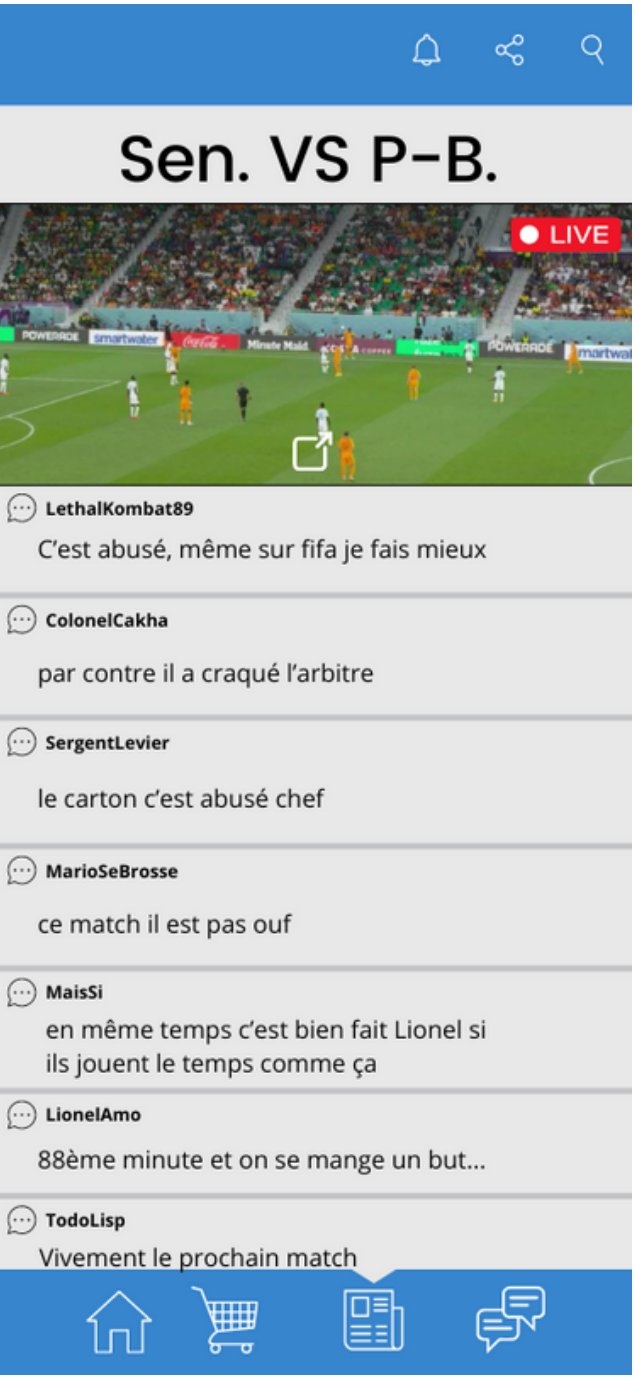 Sen. VS P-B.
LIVE
POWERADE
smartwater
Coca-Cola
Minute Maid
COFFEE
POWERADE
martwa
LethalKombat89
C'est abusé, même sur fifa je fais mieux
ColonelCakha
par contre il a craqué l'arbitre
SergentLevier
le carton c'est abusé chef
MarioSeBrosse
ce match il est pas ouf
MaisSi
en même temps c'est bien fait Lionel si
ils jouent le temps comme ça
LionelAmo
88ème minute et on se mange un but...
TodoLisp
Vivement le prochain match